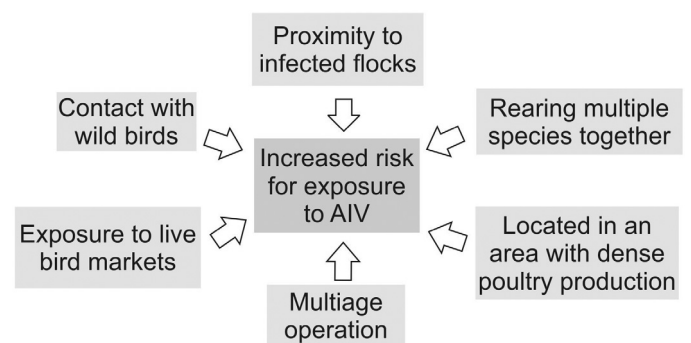 Proximity to
infected flocks
Contact with
wild birds
Rearing multiple
species together
Increased risk
for exposure
to AIV
Exposure to live
bird markets
Located in an
area with dense
poultry production
Multiage
operation